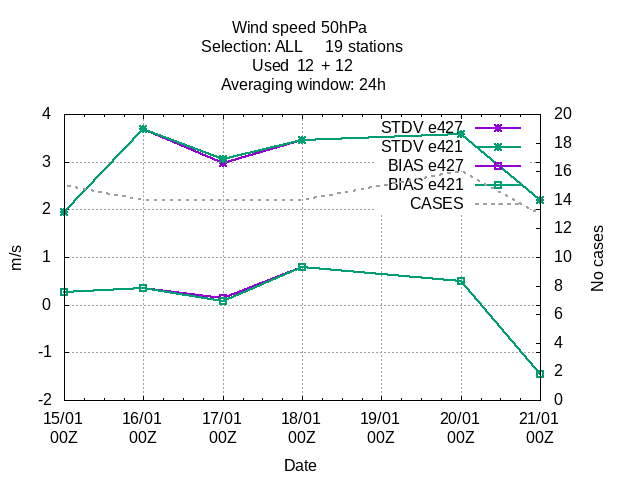 Wind speed 50hPa
Selection: ALL 19 stations
Used 12 + 12
Averaging window: 24h
4
3
2
1
0
-1
-2
m/s
20
18
16
14
12
10
8
6
4
2
0
No cases
STDV e427
STDV e421
BIAS e427
BIAS e421
CASES
15/01 16/01 17/01 18/01 19/01 20/01 21/01
00Z 00Z 00Z 00Z 00Z 00Z 00Z
Date